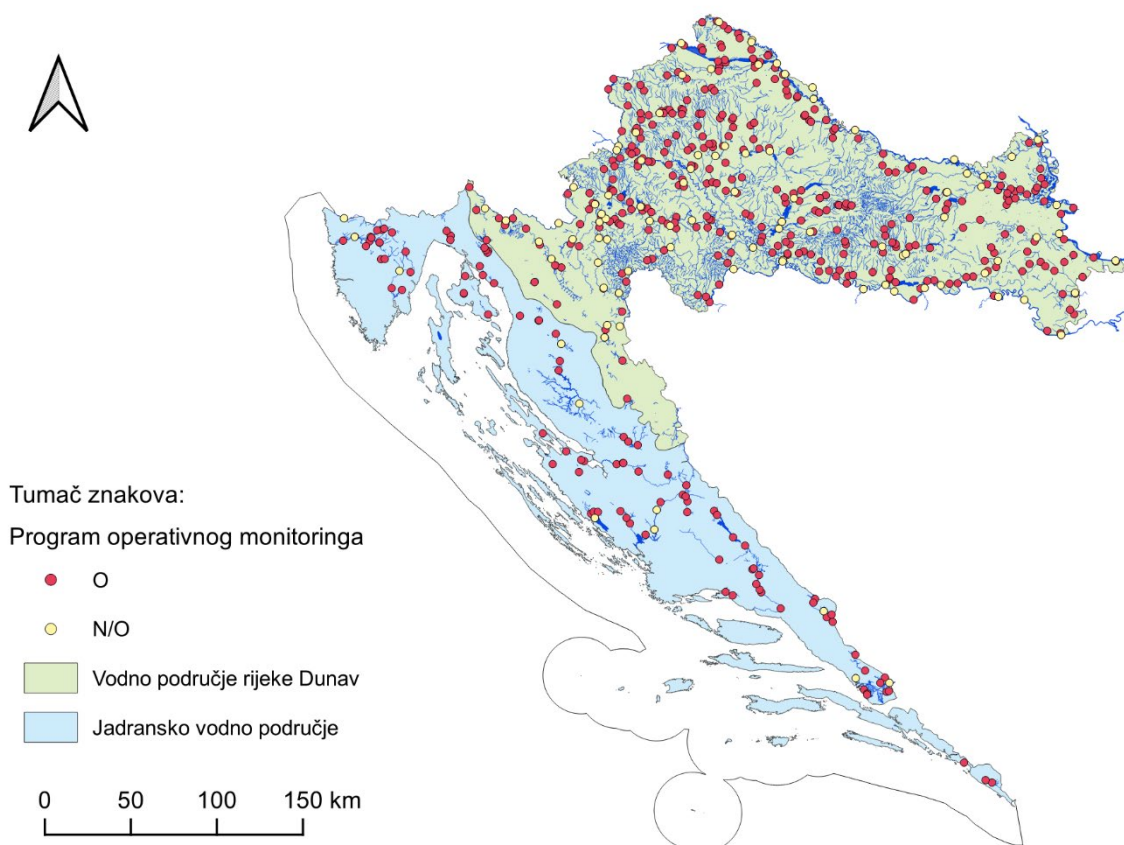 Tumač znakova:
Program operativnog monitoringa
O
N/O
Vodno područje rijeke Dunav
Jadransko vodno područje
0 50 100 150 km